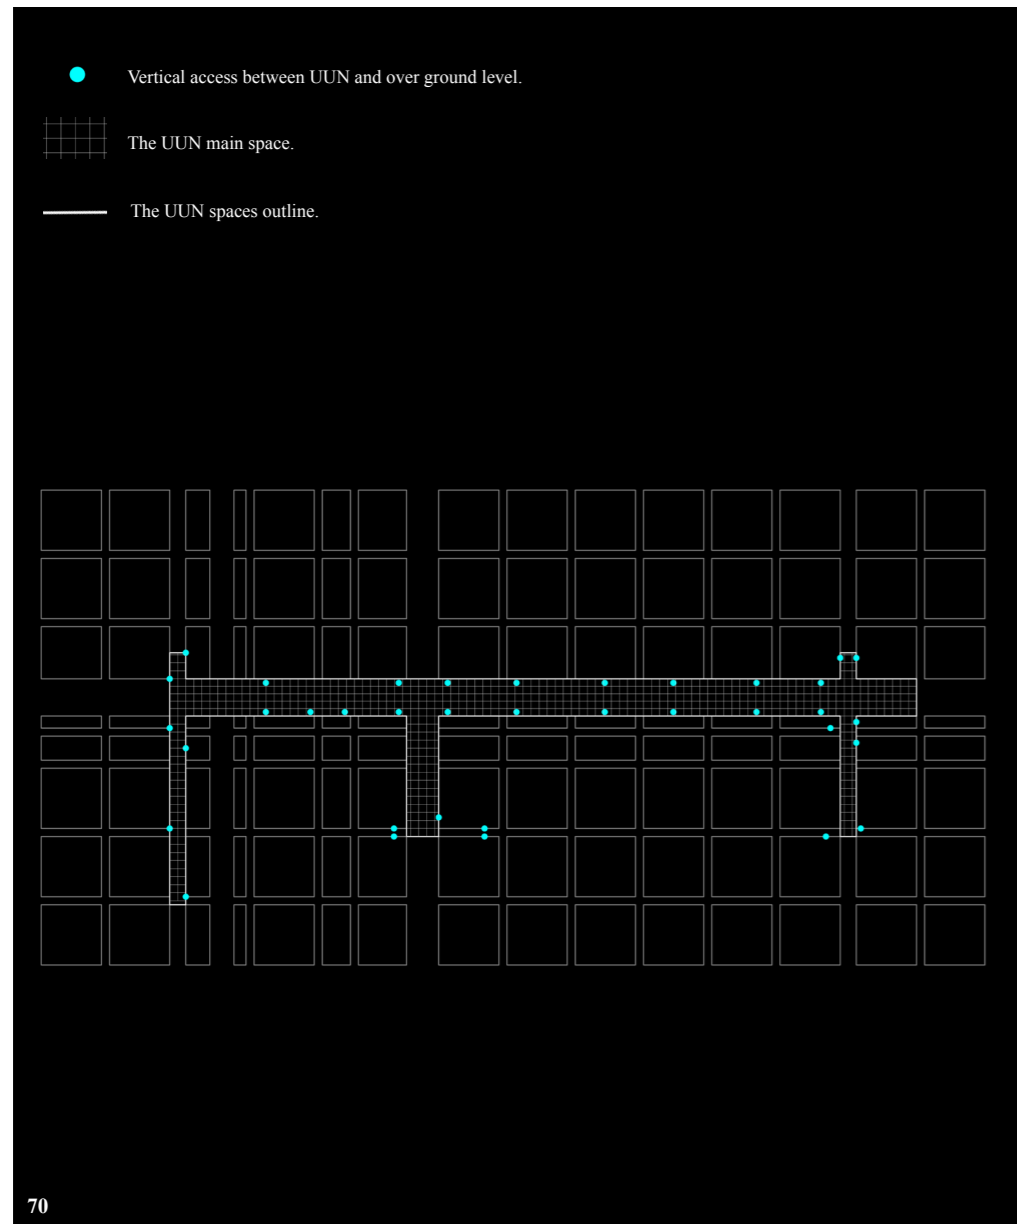 Vertical access between UUN and over ground level.
The UUN main space.
The UUN spaces outline.
70